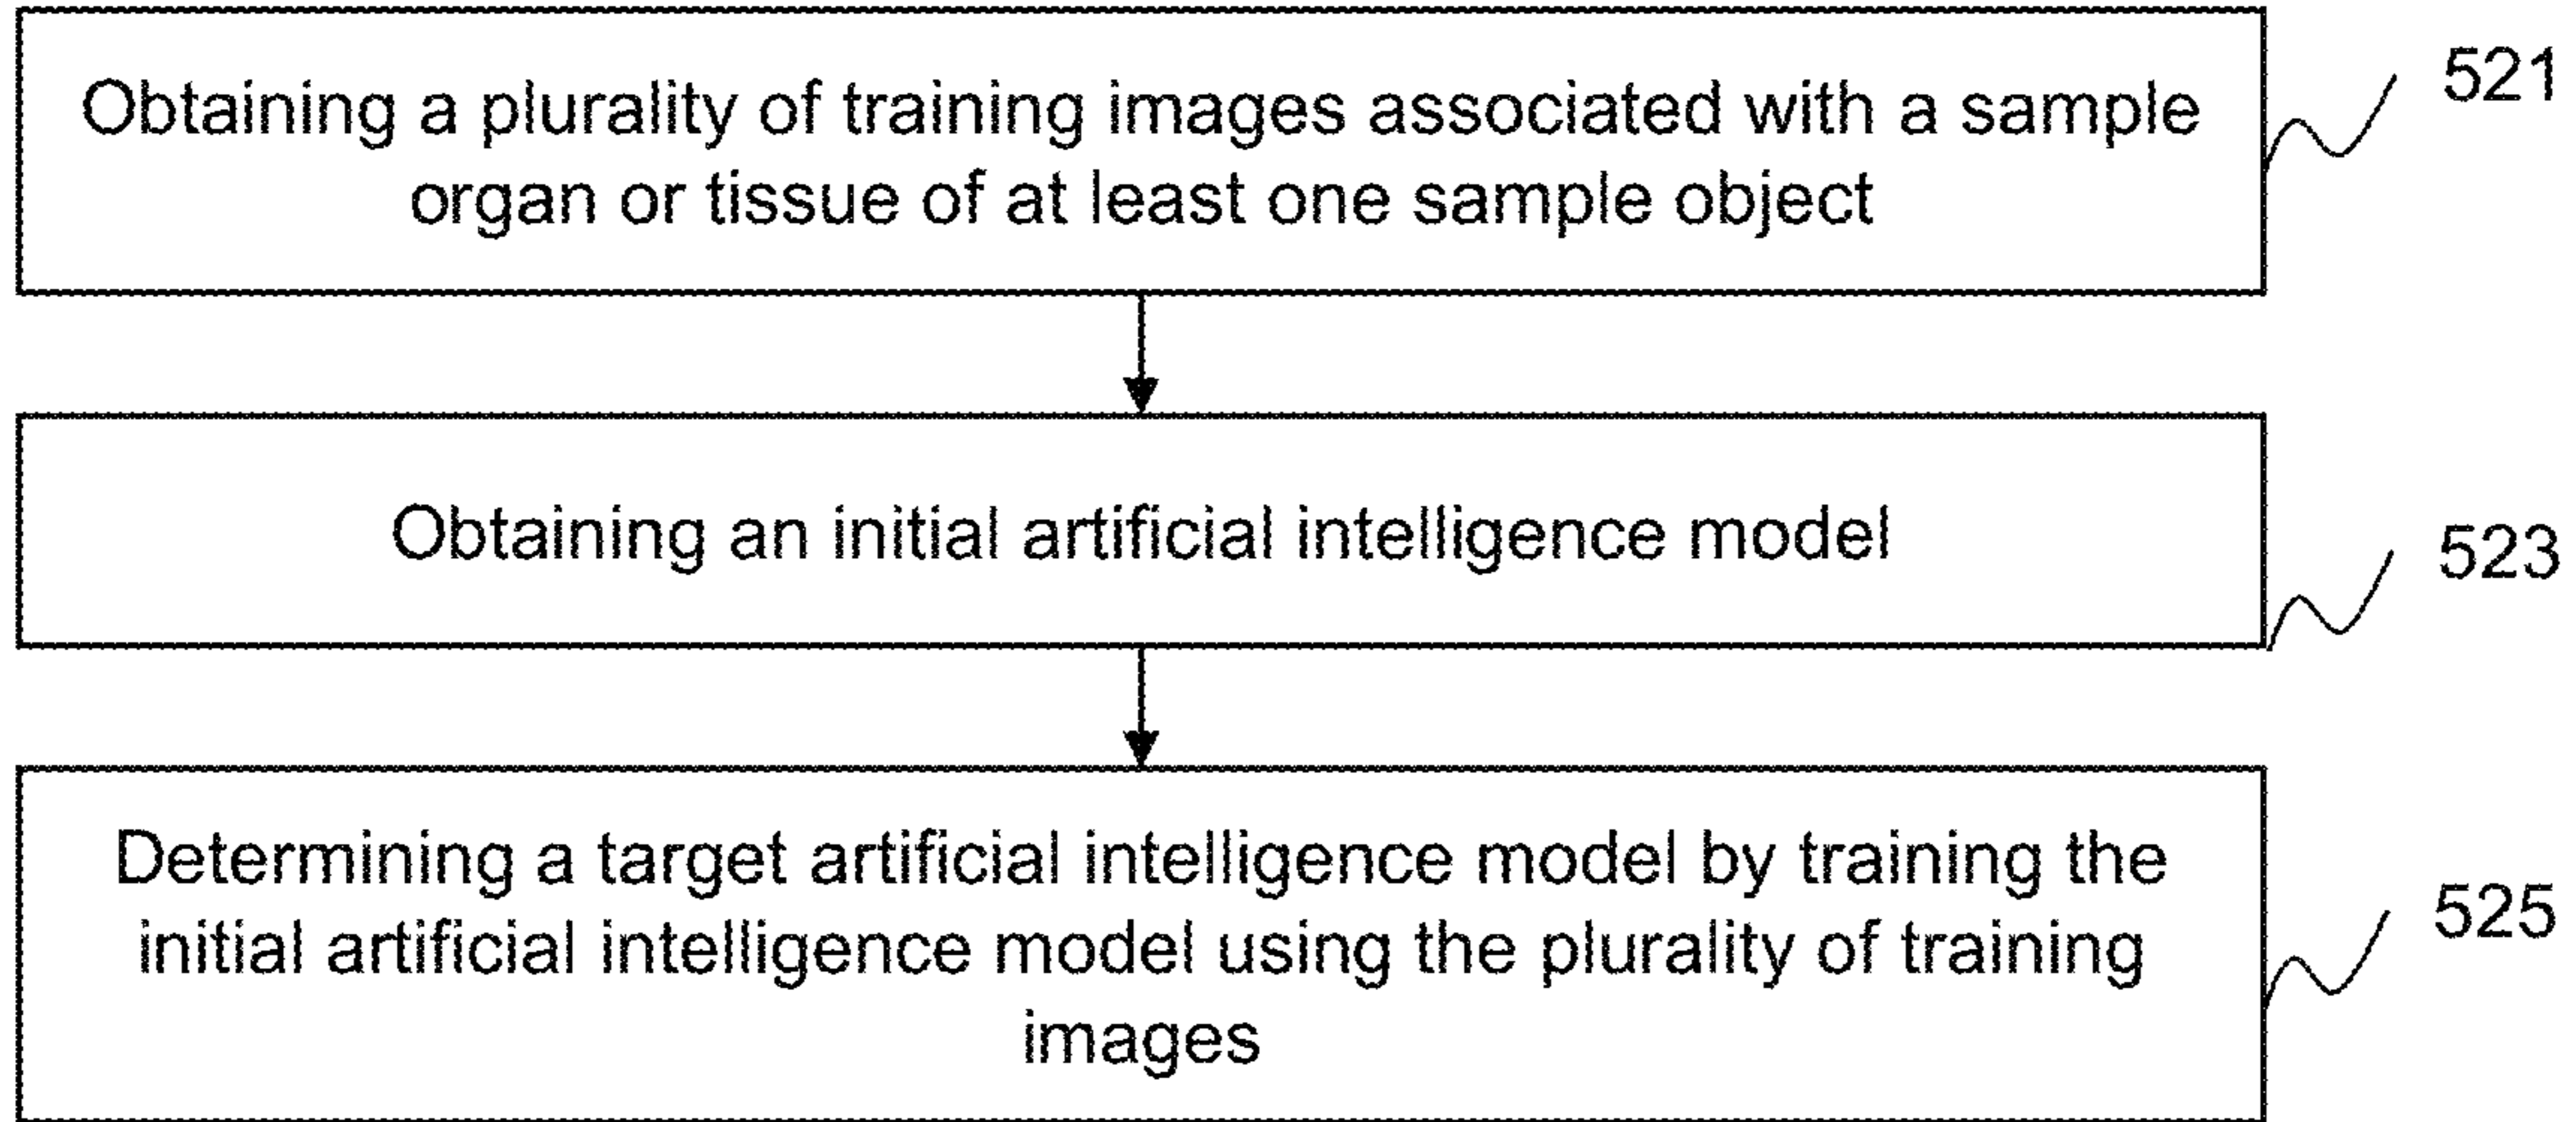 Obtaining a plurality of training images associated with a sample
organ or tissue of at least one sample object
521
Obtaining an initial artificial intelligence model
523
Determining a target artificial intelligence model by training the
initial artificial intelligence model using the plurality of training
images
525